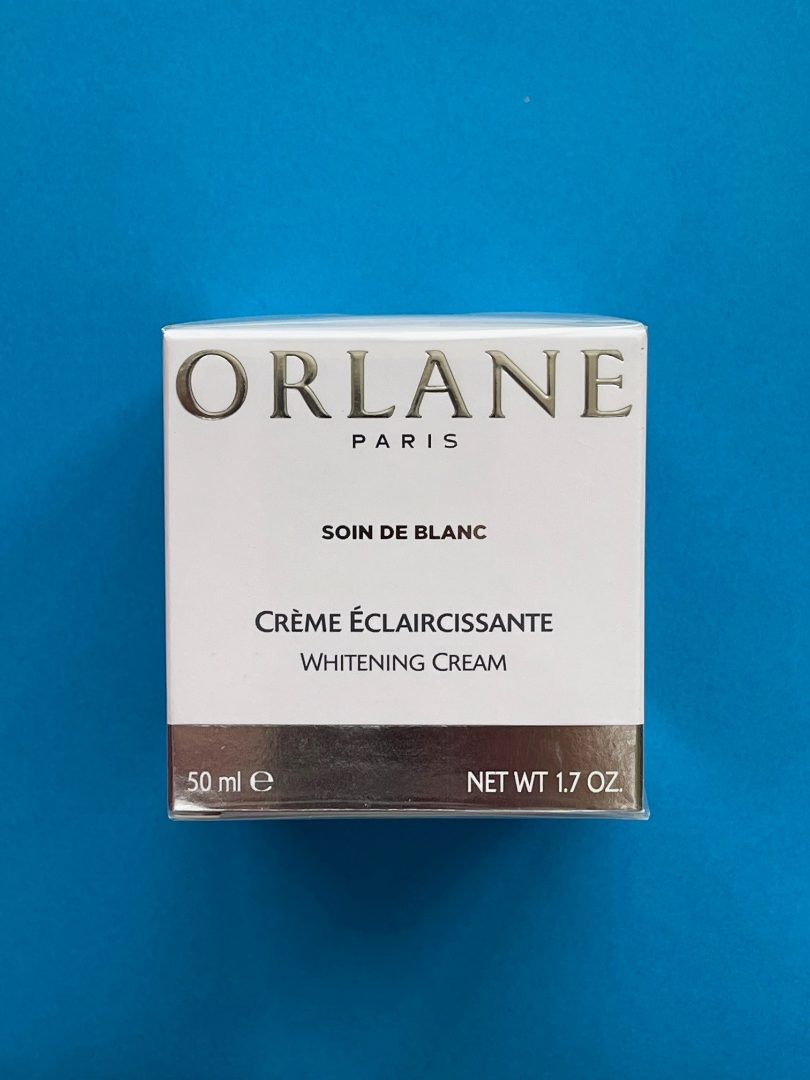 ORLANE
PARIS
SOIN DE BLANC
CRÈME ÉCLAIRCISSANTE
WHITENING CREAM
50 ml ℮ NET WT 1.7 OZ.